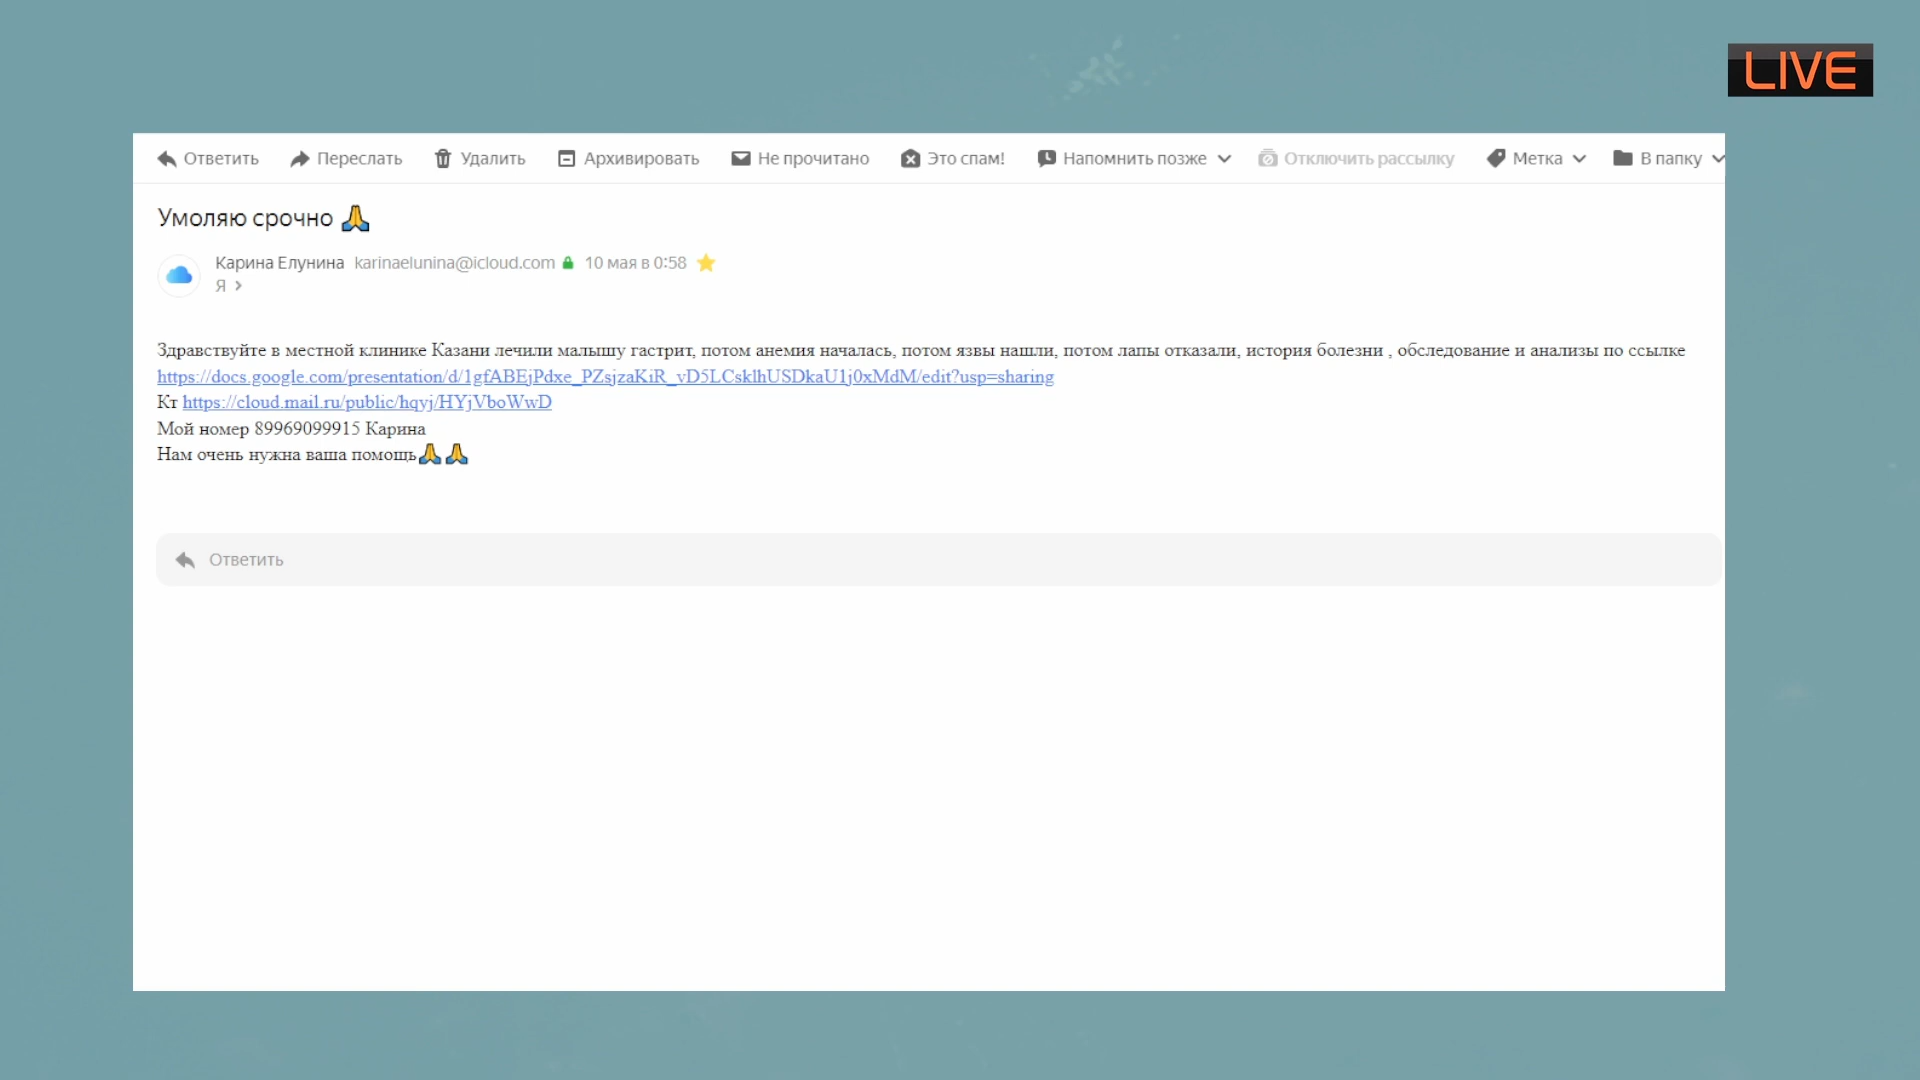 LIVE
Ответить Переслать Удалить Архивировать Не прочитано Это спам! Напомнить позже Отключить рассылку Метка В папку
Умоляю срочно 🙏
Карина Елунина karinaelunina@icloud.com 10 мая в 0:58
Я
Здравствуйте в местной клинике Казани лечили малышу гастрит, потом анемия началась, потом язвы нашли, потом лапы отказали, история болезни , обследование и анализы по ссылке
https://docs.google.com/presentation/d/1gfABEjPdxe_PZsjzaKiR_vD5LCsklhUSDkaU1j0xMdM/edit?usp=sharing
Кт https://cloud.mail.ru/public/hqyj/HYjVboWwD
Мой номер 89969099915 Карина
Нам очень нужна ваша помощь🙏🙏
Ответить